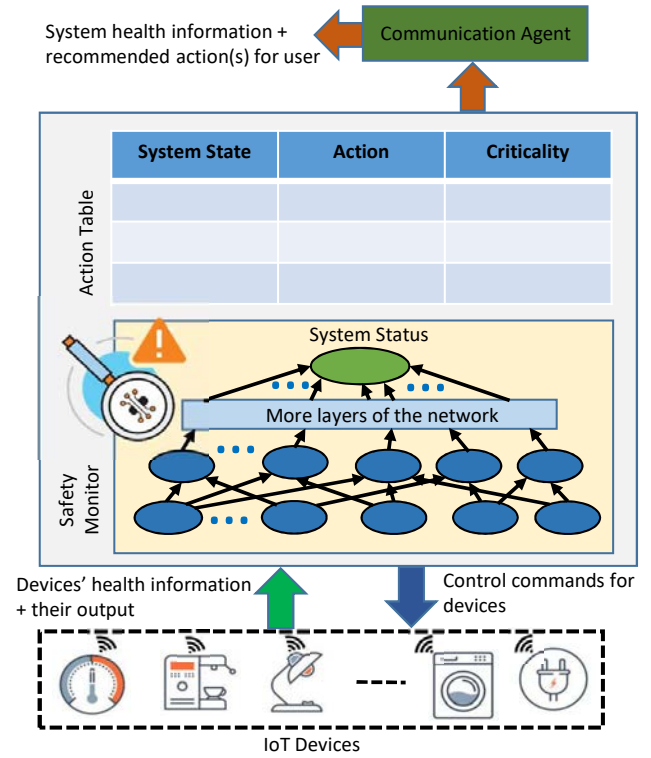 System health information +
recommended action(s) for user
Communication Agent
System State
Action
Criticality
Action Table
System Status
More layers of the network
Safety
Monitor
Devices' health information
+ their output
Control commands for
devices
IoT Devices